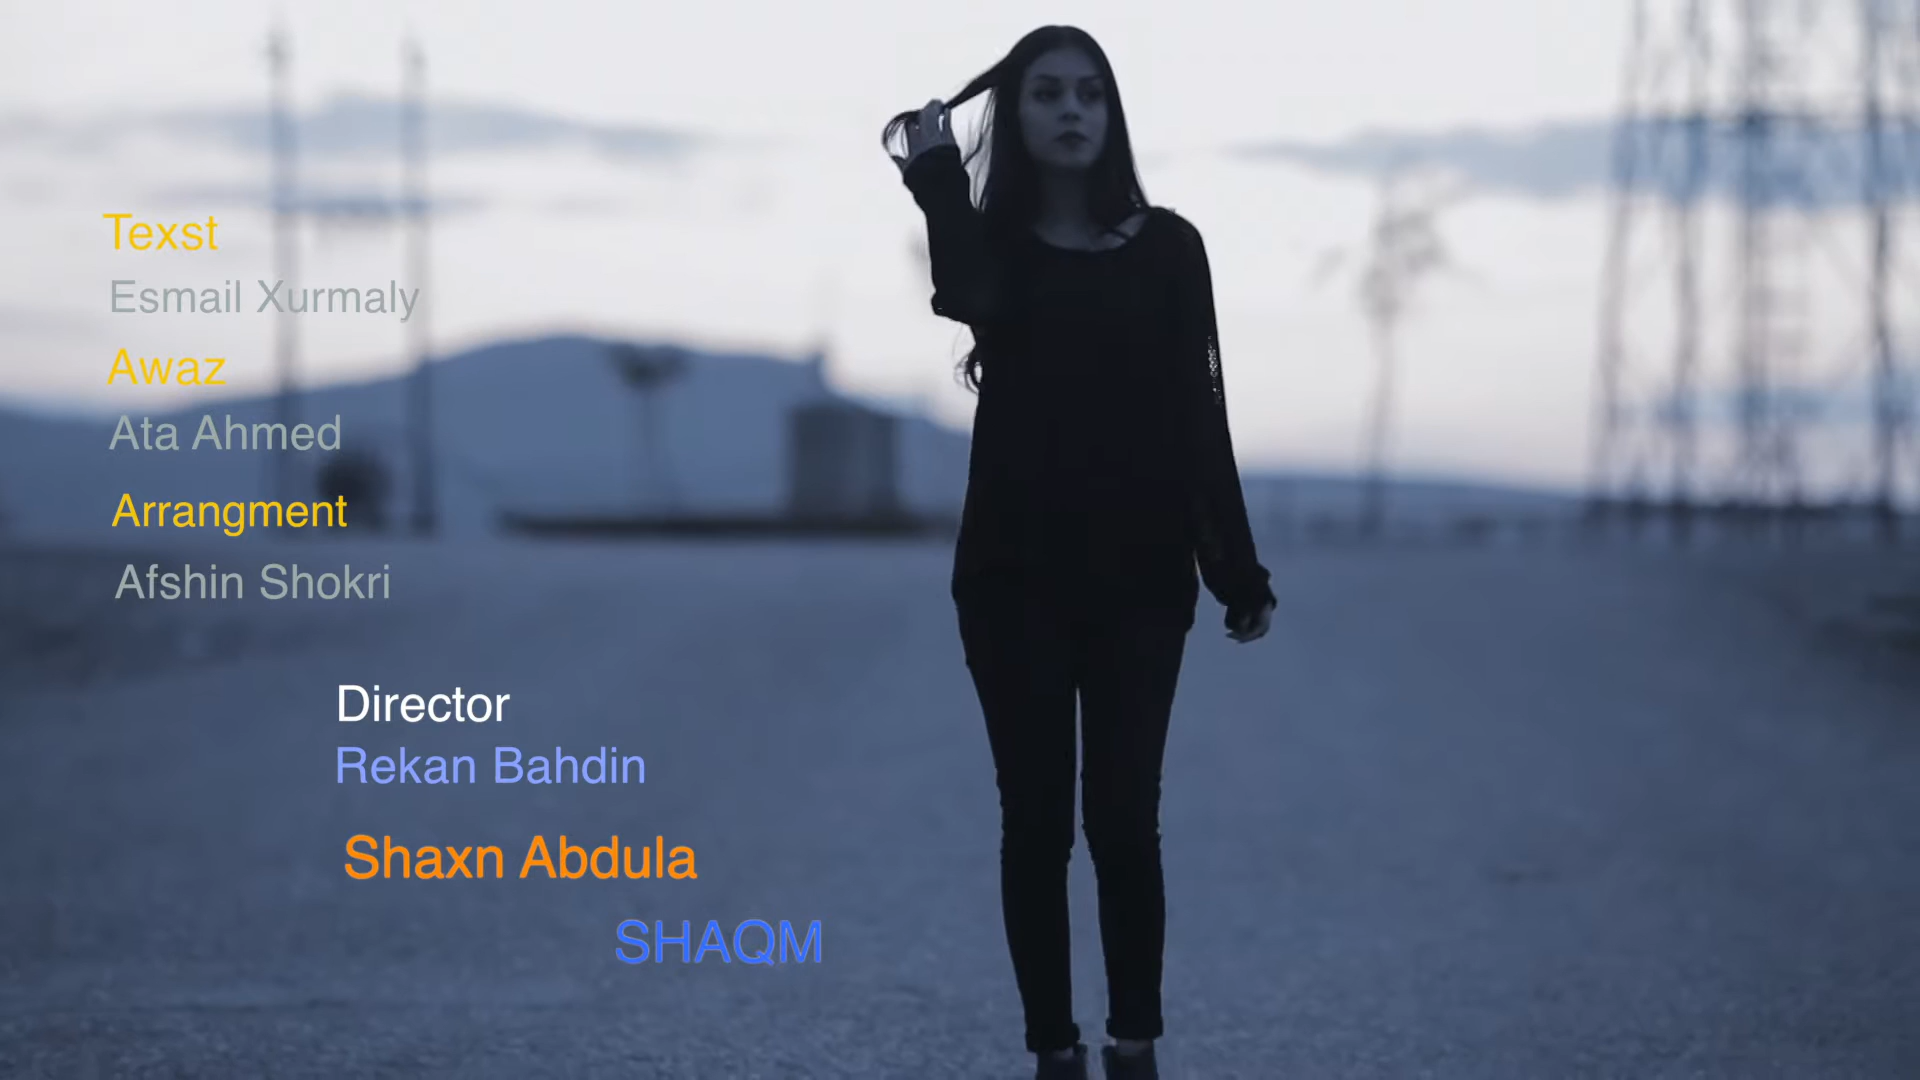 Texst
Esmail Xurmaly
Awaz
Ata Ahmed
Arrangment
Afshin Shokri
Director
Rekan Bahdin
Shaxn Abdula
SHAQM